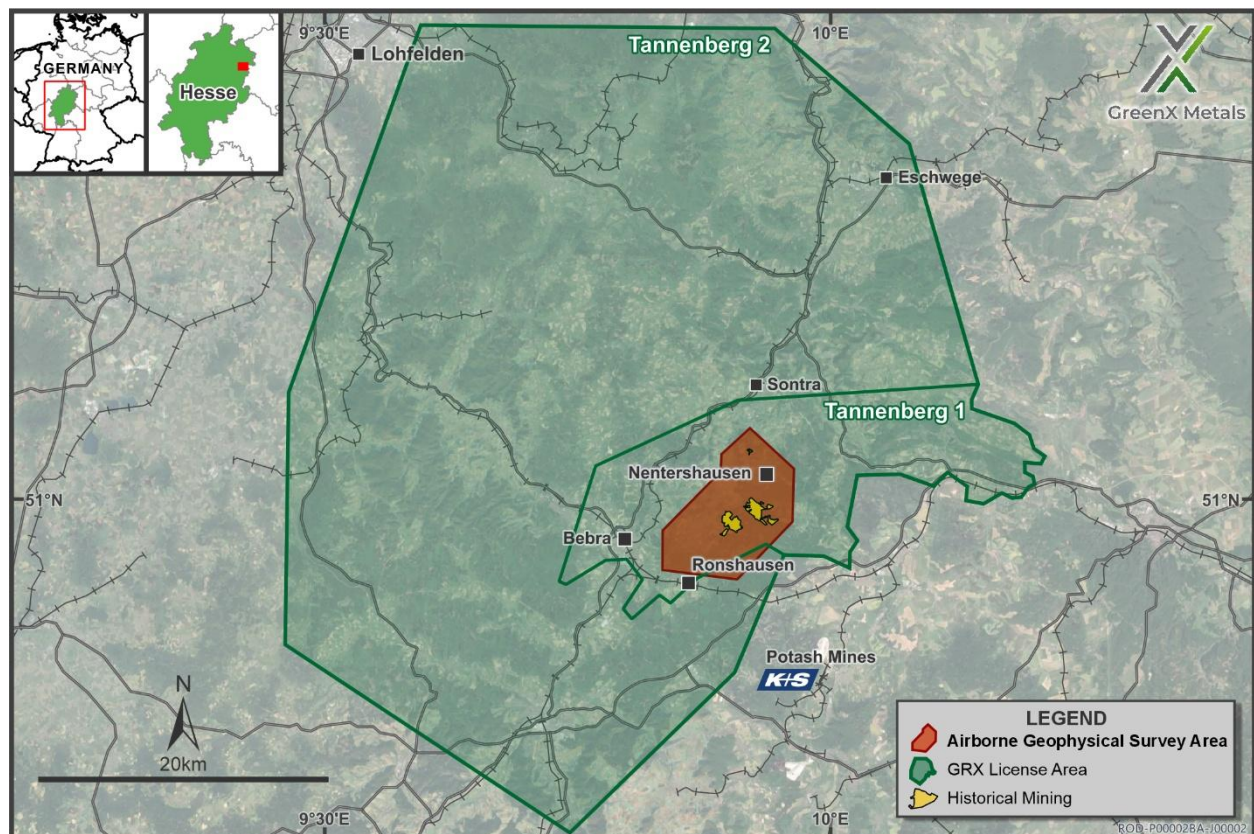 GERMANY
Hesse
9°30'E
10°E
Lohfelden
Tannenberg 2
GreenX Metals
Eschwege
Sontra
Tannenberg 1
Nentershausen
51°N
51°N
Bebra
Ronshausen
Potash Mines
K+S
N
20km
LEGEND
Airborne Geophysical Survey Area
GRX License Area
Historical Mining
9°30'E
10°E
ROD-P00002BA-J00002